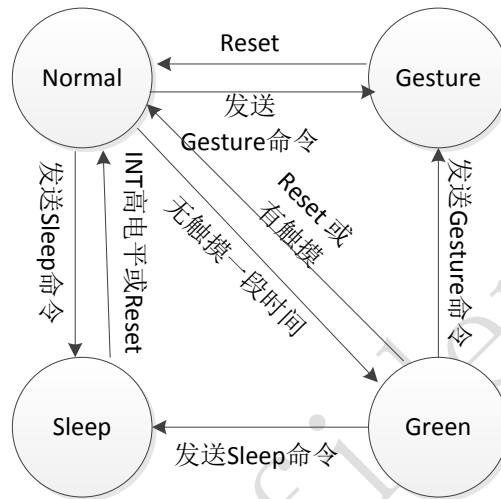 Reset
Normal
Gesture
发送
Gesture命令
Reset 或
有触摸
无触摸一段时间
发送Sleep命令
INT高电平或Reset
发送Gesture命令
Sleep
发送Sleep命令
Green